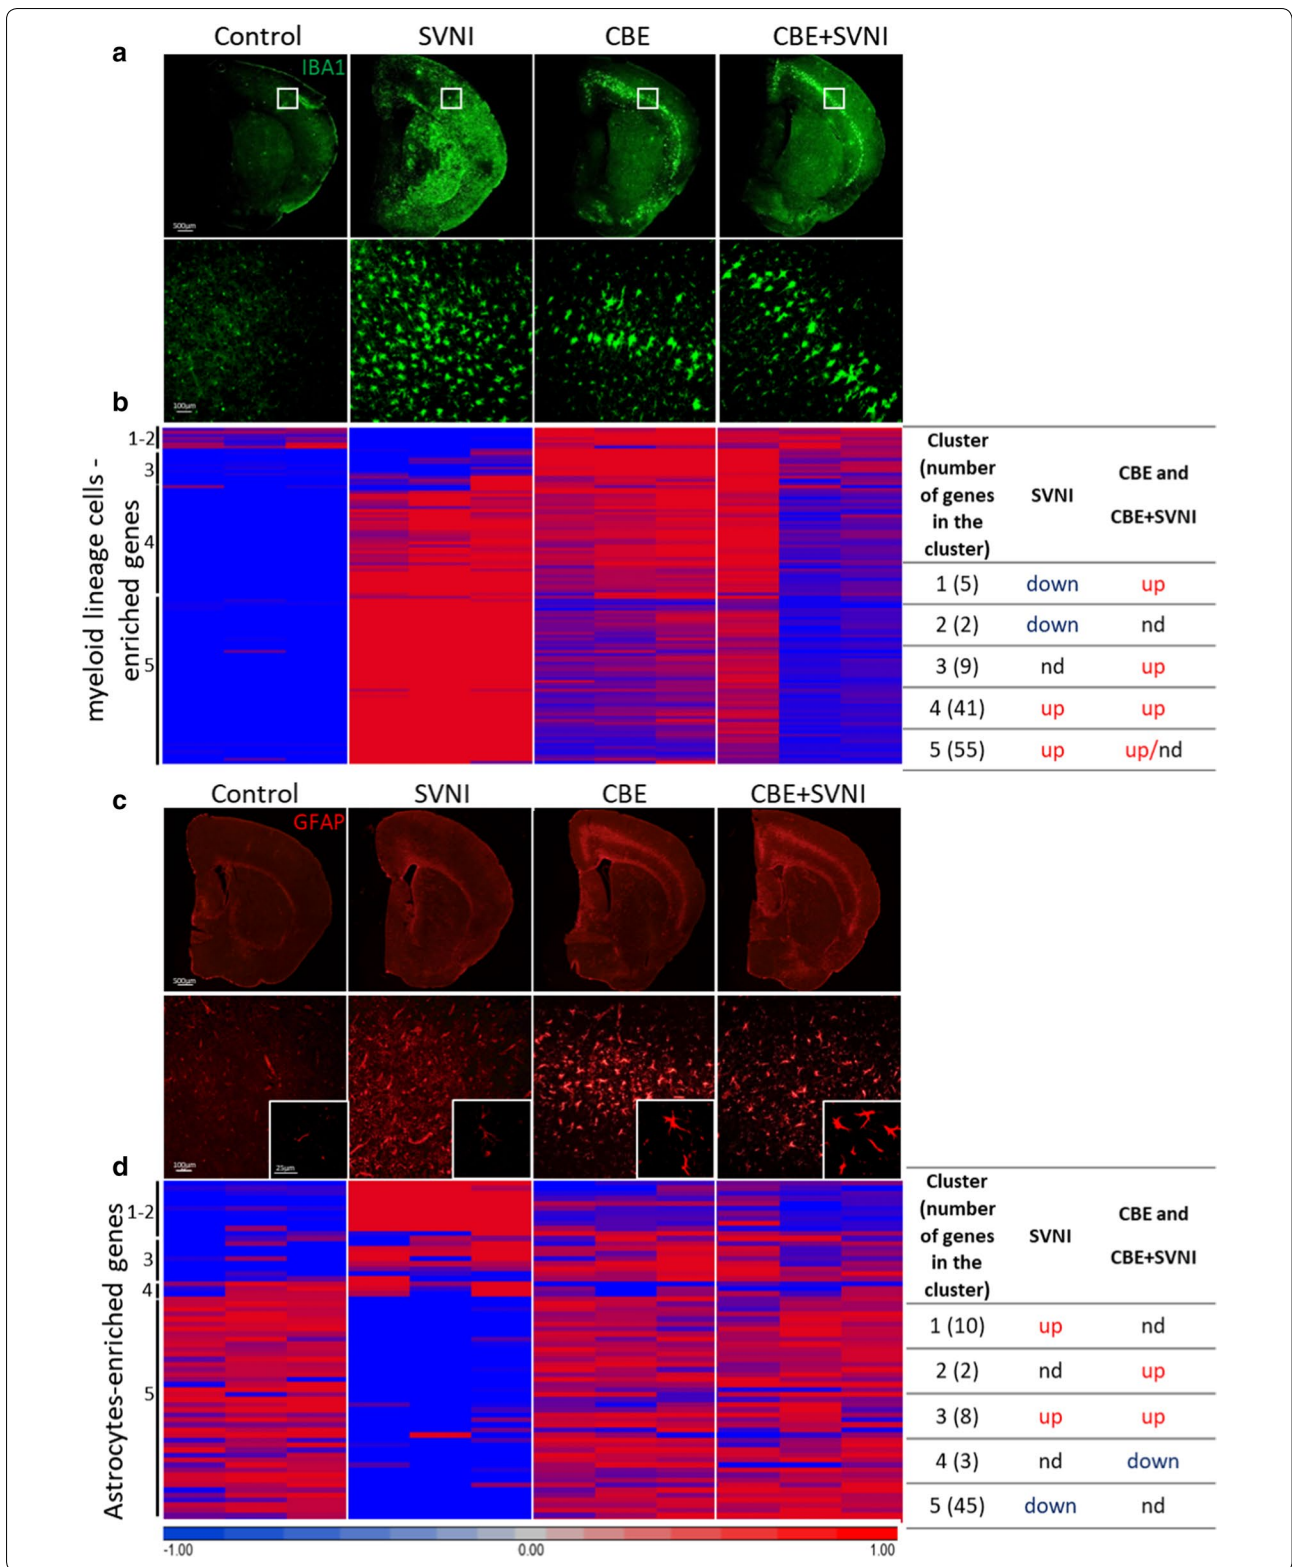 a
Control SVNI CBE CBE+SVNI
IBA1
500µm
100µm
b
myeloid lineage cells -
enriched genes
1-2
3
4
5
Cluster
(number
of genes
in the
cluster)
SVNI
CBE and
CBE+SVNI
1 (5) down up
2 (2) down nd
3 (9) nd up
4 (41) up up
5 (55) up up/nd
c
Control SVNI CBE CBE+SVNI
GFAP
500µm
100µm
25µm
d
Astrocytes-enriched genes
1-2
3
4
5
Cluster
(number
of genes
in the
cluster)
SVNI
CBE and
CBE+SVNI
1 (10) up nd
2 (2) nd up
3 (8) up up
4 (3) nd down
5 (45) down nd
-1.00 0.00 1.00